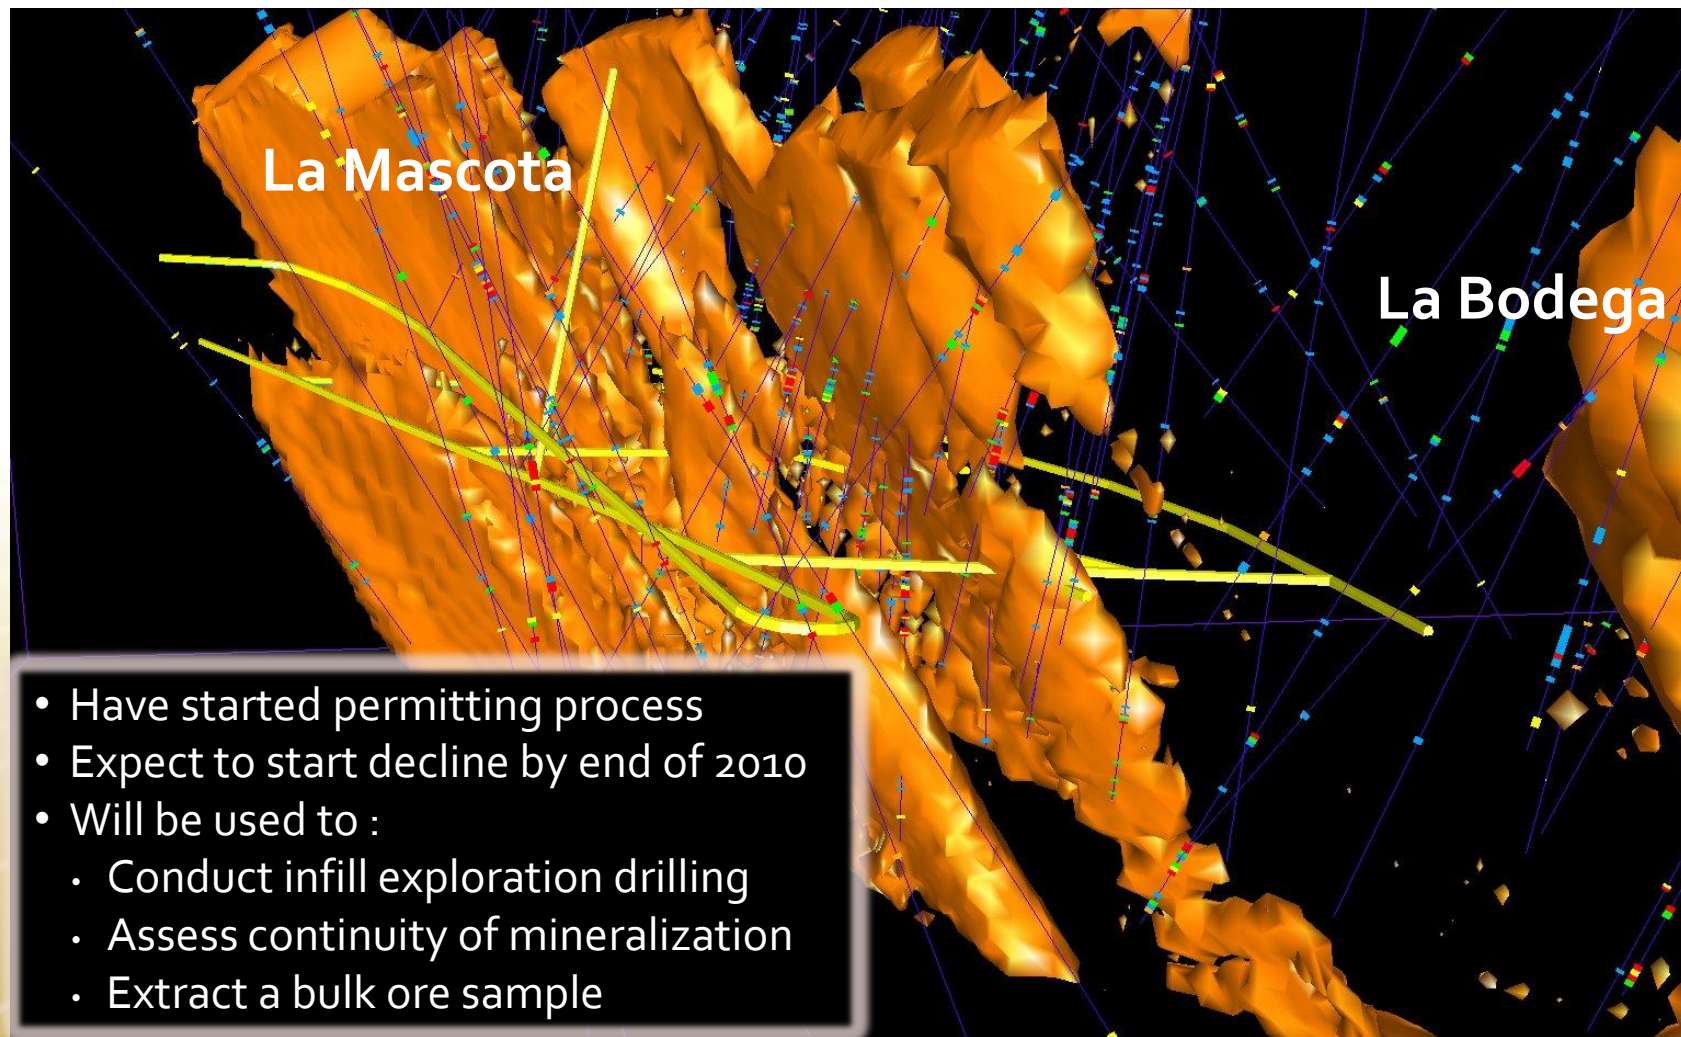 La Mascota
La Bodega
• Have started permitting process
• Expect to start decline by end of 2010
• Will be used to :
• Conduct infill exploration drilling
• Assess continuity of mineralization
• Extract a bulk ore sample